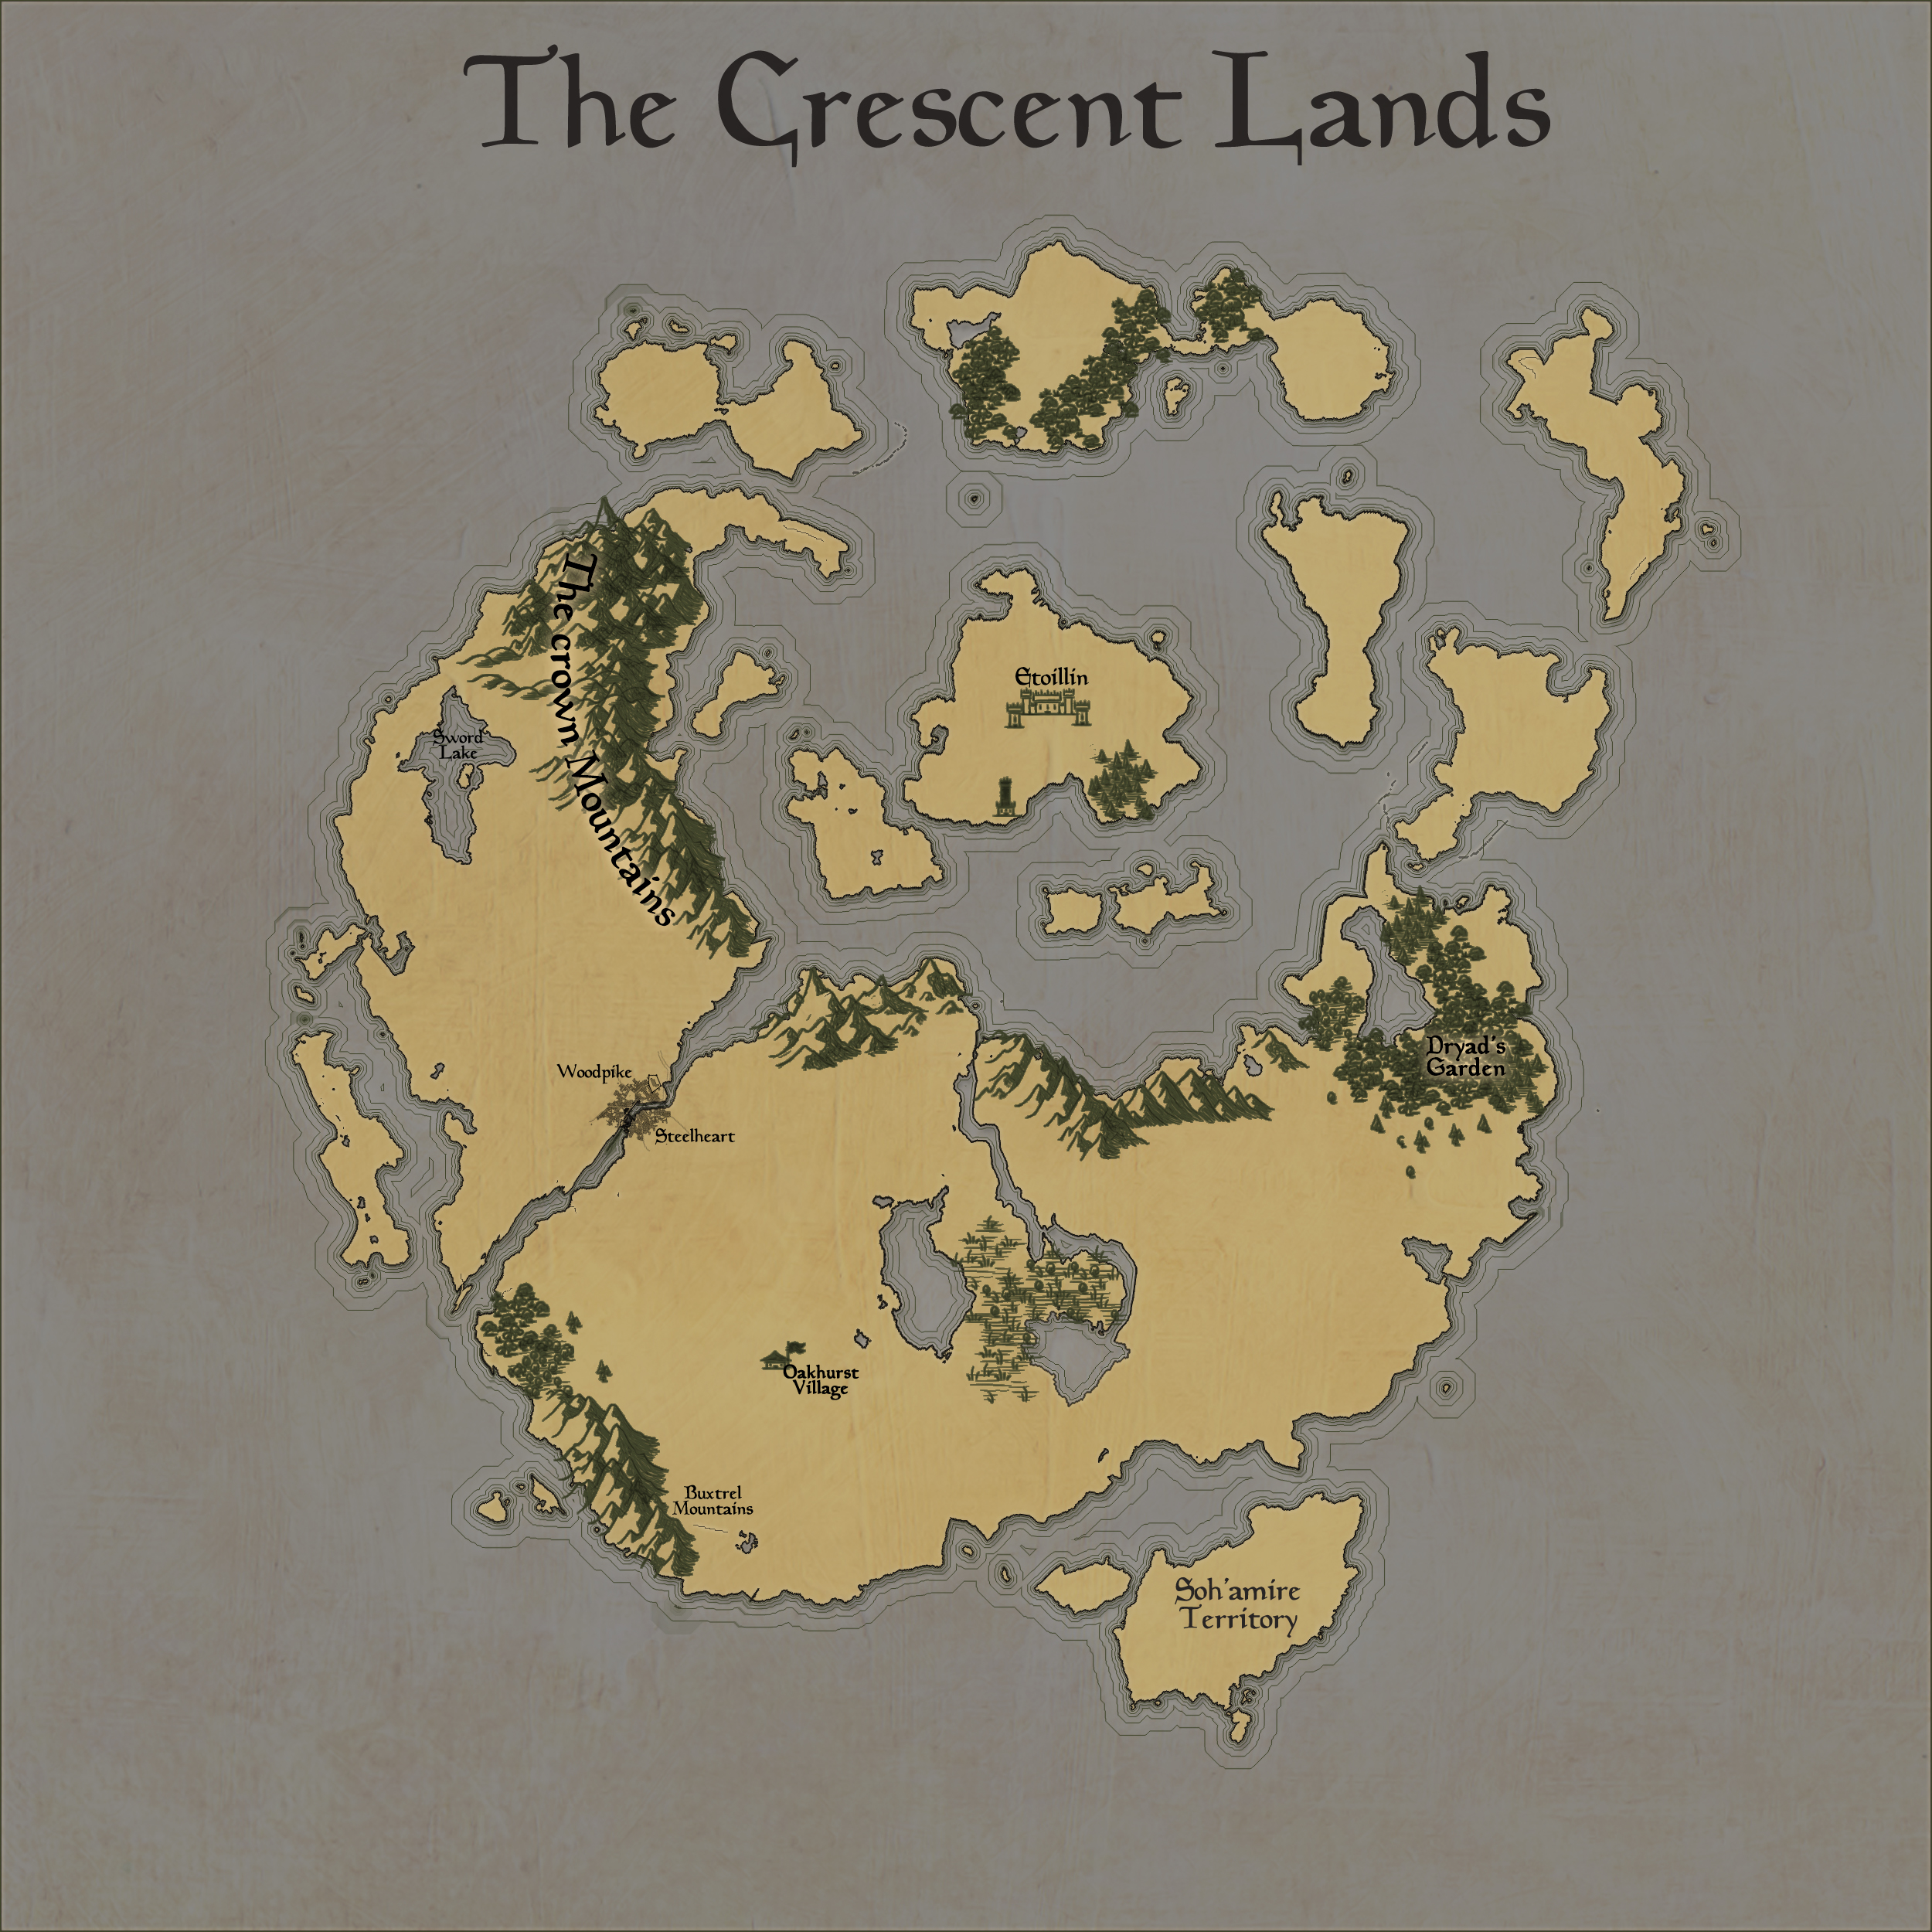 The Crescent Lands
The crown Mountains
Etoillin
Sword
Lake
Dryad's
Garden
Woodpike
Steelheart
Oakhurst
Village
Buxtrel
Mountains
Soh'amire
Territory